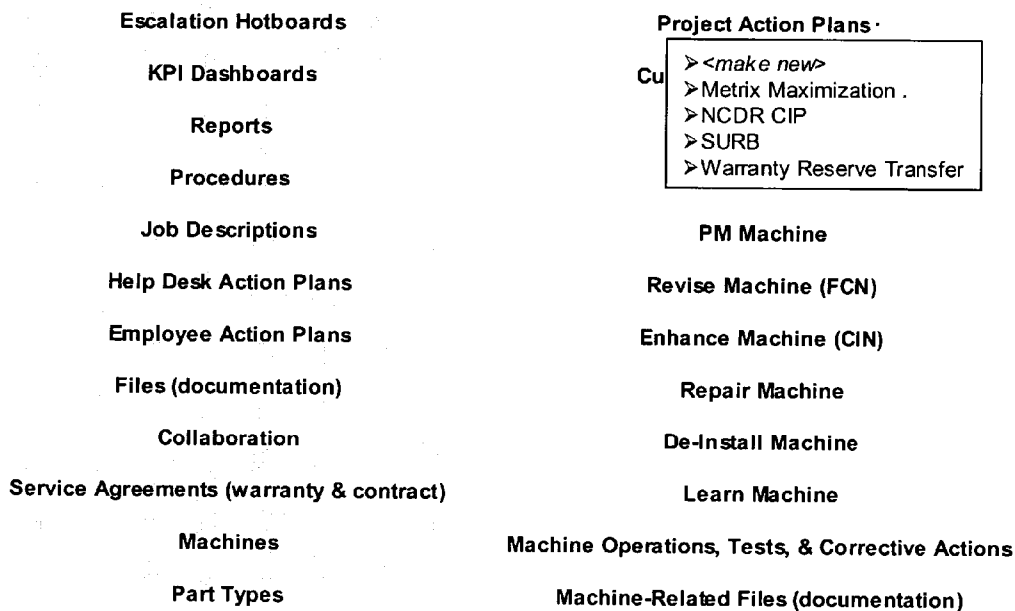 Escalation Hotboards
KPI Dashboards
Reports
Procedures
Job Descriptions
Help Desk Action Plans
Employee Action Plans
Files (documentation)
Collaboration
Service Agreements (warranty & contract)
Machines
Part Types
Project Action Plans
Cu
➢<make new>
➢Metrix Maximization .
➢NCDR CIP
➢SURB
➢Warranty Reserve Transfer
PM Machine
Revise Machine (FCN)
Enhance Machine (CIN)
Repair Machine
De-Install Machine
Learn Machine
Machine Operations, Tests, & Corrective Actions
Machine-Related Files (documentation)